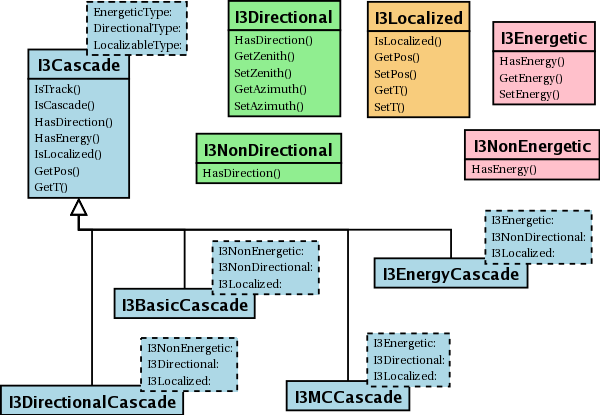 EnergeticType:
DirectionalType:
LocalizableType:
I3Cascade
IsTrack()
IsCascade()
HasDirection()
HasEnergy()
IsLocalized()
GetPos()
GetT()
I3Directional
HasDirection()
GetZenith()
SetZenith()
GetAzimuth()
SetAzimuth()
I3Localized
IsLocalized()
GetPos()
SetPos()
GetT()
SetT()
I3Energetic
HasEnergy()
GetEnergy()
SetEnergy()
I3NonDirectional
HasDirection()
I3NonEnergetic
HasEnergy()
I3Energetic:
I3NonDirectional:
I3Localized:
I3EnergyCascade
I3NonEnergetic:
I3NonDirectional:
I3Localized:
I3BasicCascade
I3NonEnergetic:
I3Directional:
I3Localized:
I3DirectionalCascade
I3Energetic:
I3Directional:
I3Localized:
I3MCCascade